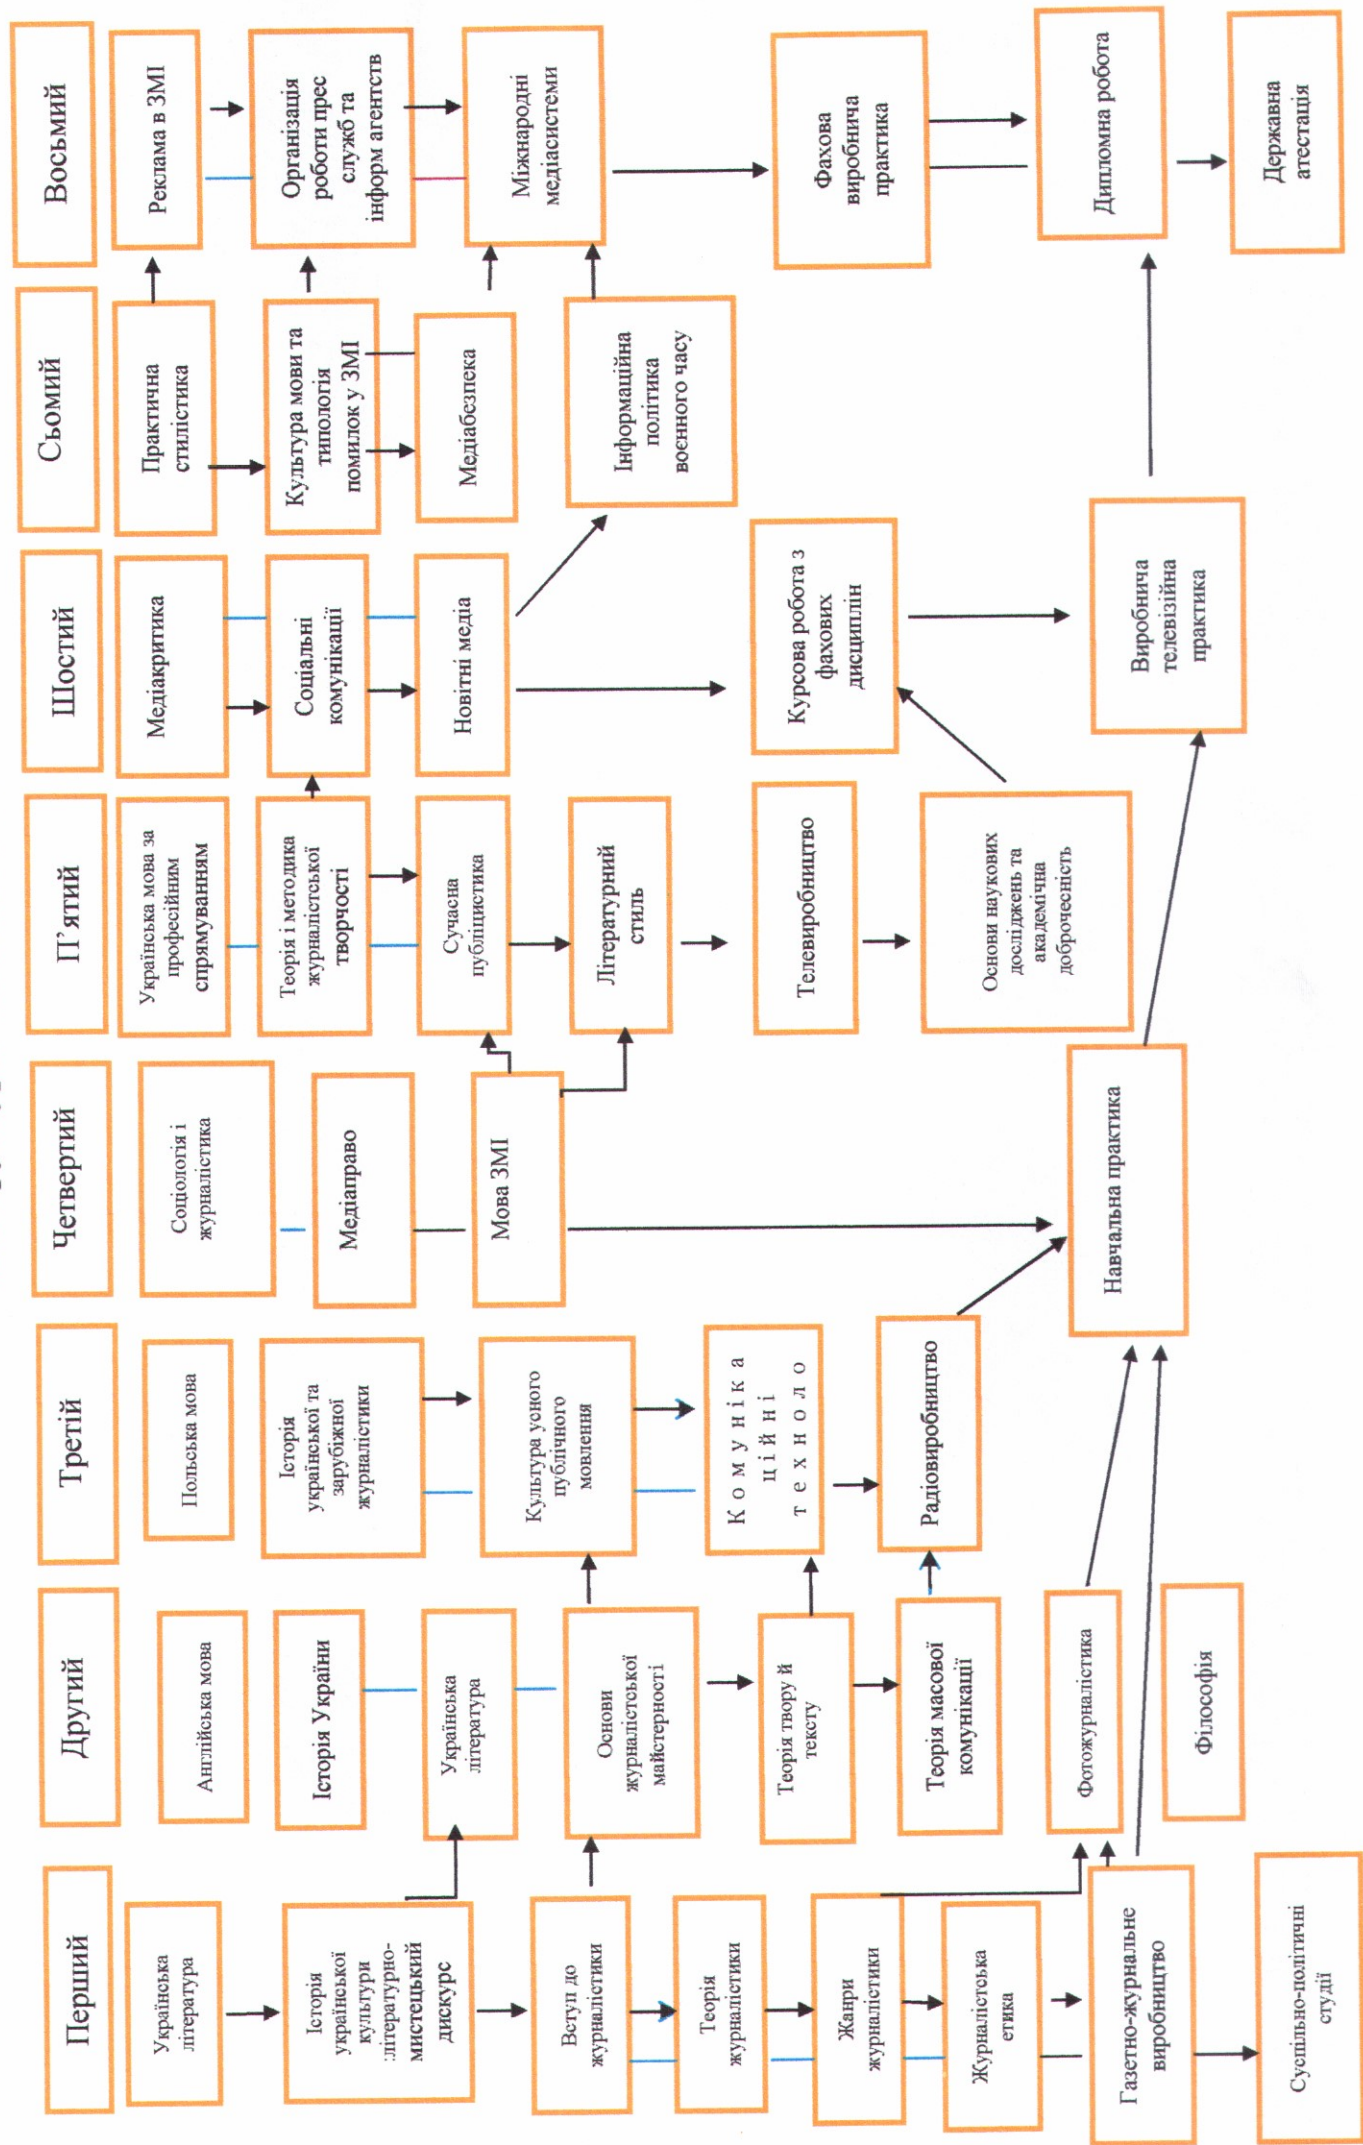 Перший
Українська
література
Історія
української
культури
:літературно-
мистецький
дискурс
Вступ до
журналістики
Теорія
журналістики
Жанри
журналістики
Журналістська
етика
Газетно-журнальне
виробництво
Суспільно-політичні
студії
Другий
Англійська мова
Історія України
Українська
література
Основи
журналістської
майстерності
Теорія твору й
тексту
Теорія масової
комунікації
Фотожурналістика
Філософія
Третій
Польська мова
Історія
української та
зарубіжної
журналістики
Культура усного
публічного
мовлення
Комуніка
ційні
техноло
Радіовиробництво
Четвертий
Соціологія і
журналістика
Медіаправо
Мова ЗМІ
Навчальна практика
П'ятий
Українська мова за
професійним
спрямуванням
Теорія і методика
журналістської
творчості
Сучасна
публіцистика
Літературний
стиль
Телевиробництво
Основи наукових
досліджень та
академічна
доброчесність
Шостий
Медіакритика
Соціальні
комунікації
Новітні медіа
Курсова робота з
фахових
дисциплін
Виробнича
телевізійна
практика
Сьомий
Практична
стилістика
Культура мови та
типологія
помилок у ЗМІ
Медіабезпека
Інформаційна
політика
воєнного часу
Восьмий
Реклама в ЗМІ
Організація
роботи прес
служб та
інформ агентств
Міжнародні
медіасистеми
Фахова
виробнича
практика
Дипломна робота
Державна
атестація